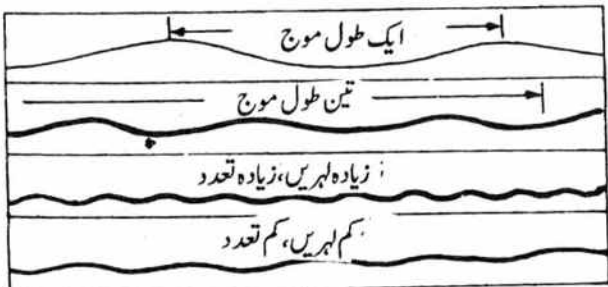 ایک طول موج
تین طول موج
زیادہ لہریں، زیادہ تعدد
کم لہریں، کم تعدد